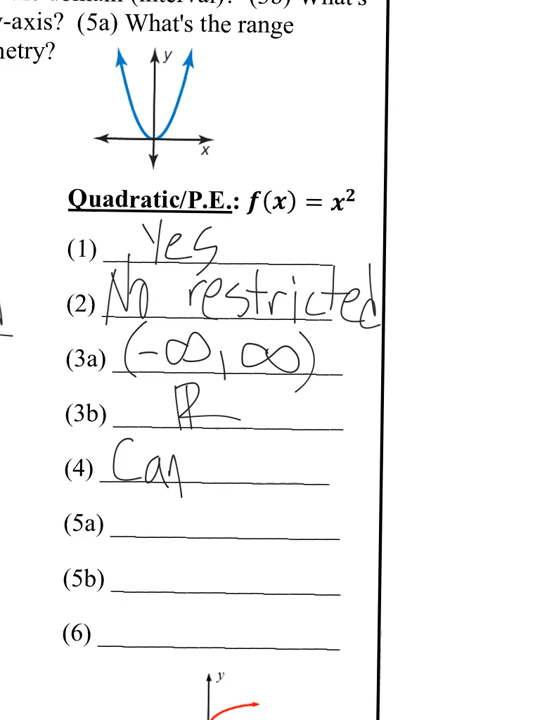 -axis? (5a) What's the range
netry?
y
x
Quadratic/P.E.: f(x) = x²
(1) Yes
(2) No restricted
(3a) (-∞, ∞)
(3b) ℝ
(4) Can
(5a)
(5b)
(6)
y